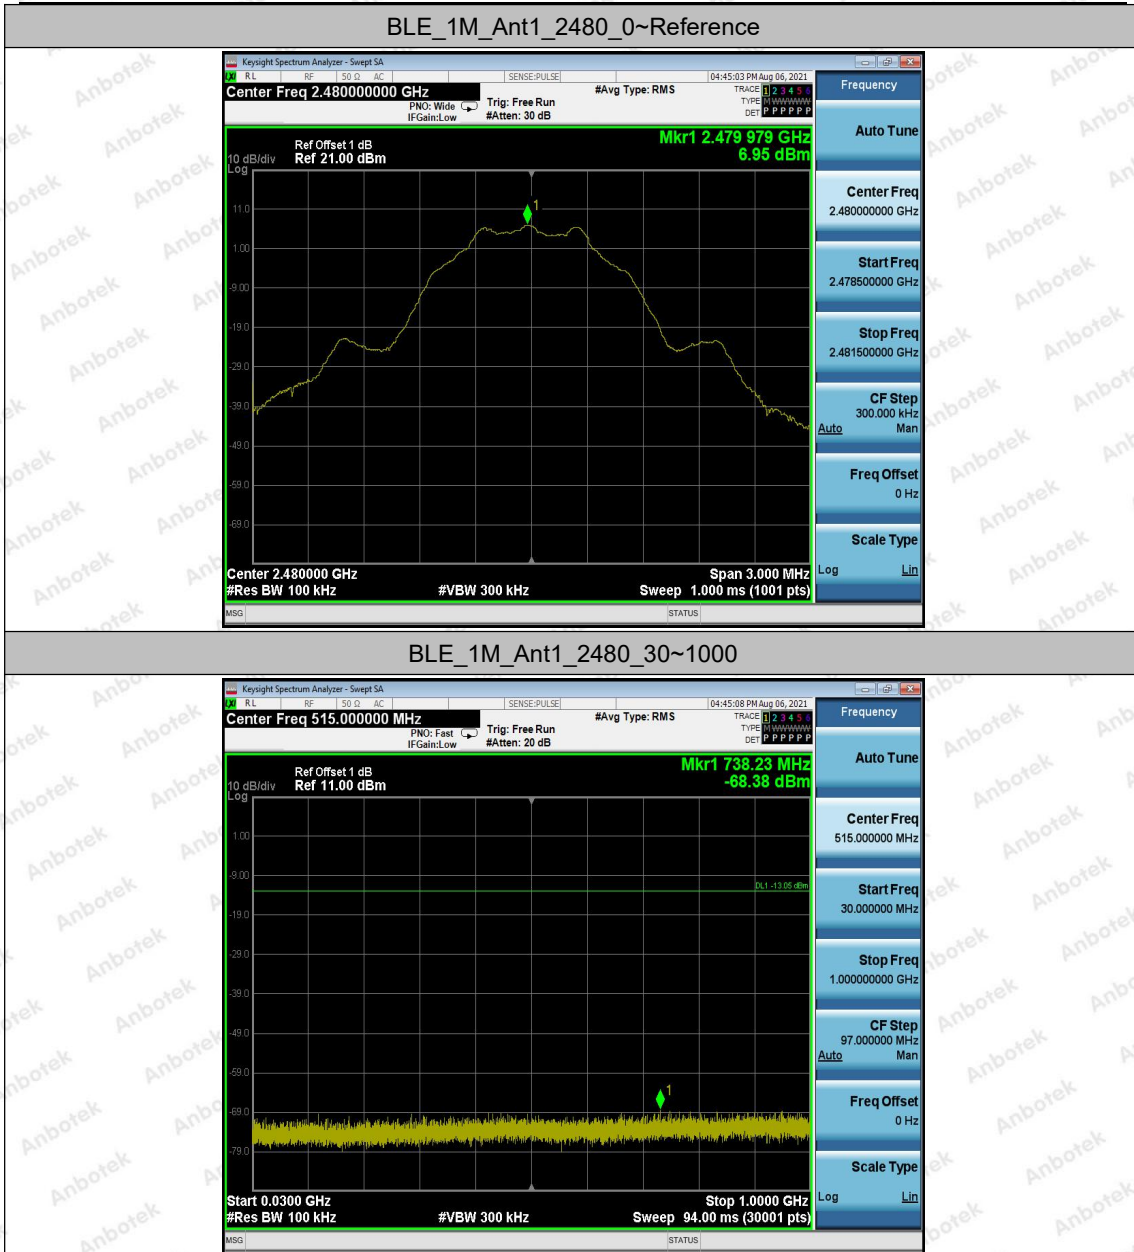 BLE_1M_Ant1_2480_0~Reference
Keysight Spectrum Analyzer - Swept SA
LXI RL RF 50 Ω AC SENSE:PULSE 04:45:03 PM Aug 06, 2021
Center Freq 2.480000000 GHz #Avg Type: RMS TRACE 1 2 3 4 5 6
PNO: Wide Trig: Free Run TYPE M WWWWW
IFGain:Low #Atten: 30 dB DET P P P P P P
Frequency
Mkr1 2.479 979 GHz
6.95 dBm
Ref Offset 1 dB
10 dB/div Ref 21.00 dBm
Log
1
11.0
1.00
-9.00
-19.0
-29.0
-39.0
-49.0
-59.0
-69.0
Center 2.480000 GHz Span 3.000 MHz
#Res BW 100 kHz #VBW 300 kHz Sweep 1.000 ms (1001 pts)
MSG STATUS
Auto Tune
Center Freq
2.480000000 GHz
Start Freq
2.478500000 GHz
Stop Freq
2.481500000 GHz
CF Step
300.000 kHz
Auto Man
Freq Offset
0 Hz
Scale Type
Log Lin
BLE_1M_Ant1_2480_30~1000
Keysight Spectrum Analyzer - Swept SA
LXI RL RF 50 Ω AC SENSE:PULSE 04:45:08 PM Aug 06, 2021
Center Freq 515.000000 MHz #Avg Type: RMS TRACE 1 2 3 4 5 6
PNO: Fast Trig: Free Run TYPE M WWWWW
IFGain:Low #Atten: 20 dB DET P P P P P P
Frequency
Mkr1 738.23 MHz
-68.38 dBm
Ref Offset 1 dB
10 dB/div Ref 11.00 dBm
Log
1.00
-9.00
DL1 -13.05 dBm
-19.0
-29.0
-39.0
-49.0
-59.0
1
-69.0
-79.0
Start 0.0300 GHz Stop 1.0000 GHz
#Res BW 100 kHz #VBW 300 kHz Sweep 94.00 ms (30001 pts)
MSG STATUS
Auto Tune
Center Freq
515.000000 MHz
Start Freq
30.000000 MHz
Stop Freq
1.000000000 GHz
CF Step
97.000000 MHz
Auto Man
Freq Offset
0 Hz
Scale Type
Log Lin
Anbotek